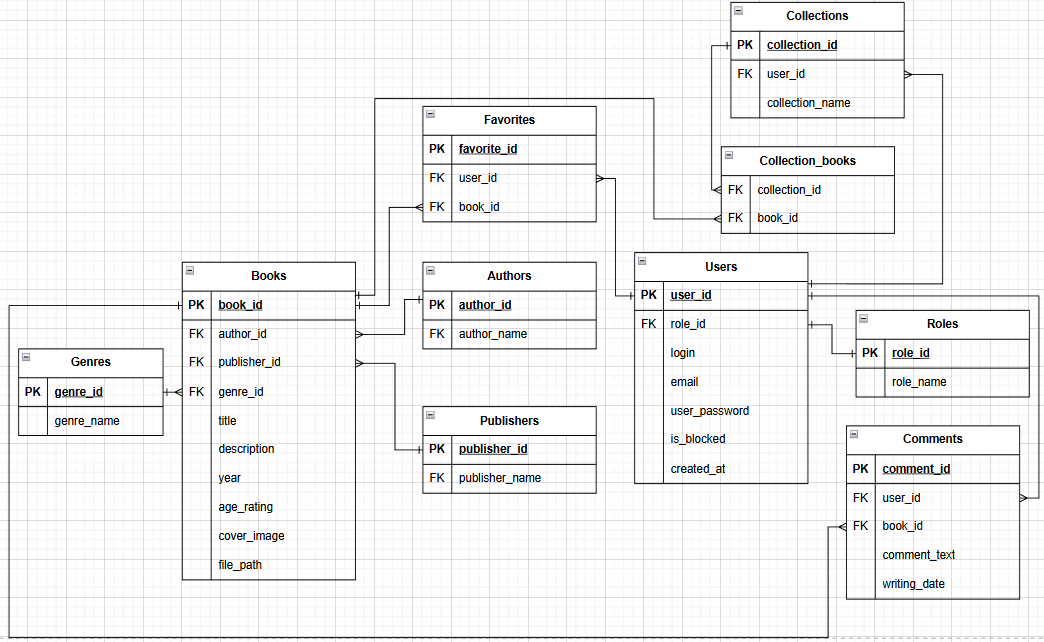 Collections
PK collection_id
FK user_id
collection_name
Favorites
PK favorite_id
FK user_id
FK book_id
Collection_books
FK collection_id
FK book_id
Books
PK book_id
FK author_id
FK publisher_id
FK genre_id
title
description
year
age_rating
cover_image
file_path
Authors
PK author_id
FK author_name
Users
PK user_id
FK role_id
login
email
user_password
is_blocked
created_at
Roles
PK role_id
role_name
Genres
PK genre_id
genre_name
Publishers
PK publisher_id
FK publisher_name
Comments
PK comment_id
FK user_id
FK book_id
comment_text
writing_date